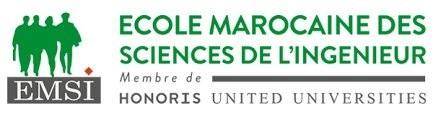 EMSI
ECOLE MAROCAINE DES
SCIENCES DE L'INGENIEUR
Membre de
HONORIS UNITED UNIVERSITIES